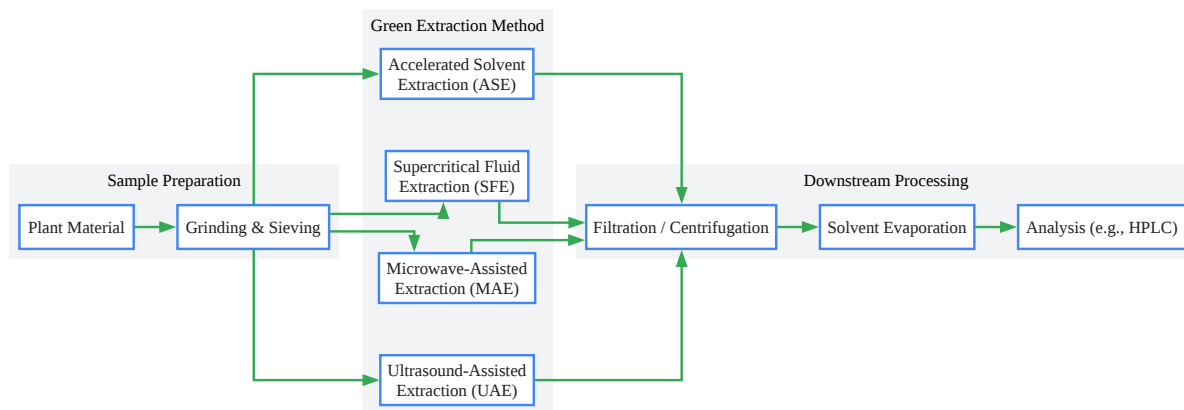 Green Extraction Method
Accelerated Solvent
Extraction (ASE)
Supercritical Fluid
Extraction (SFE)
Sample Preparation
Downstream Processing
Plant Material
Grinding & Sieving
Filtration / Centrifugation
Solvent Evaporation
Analysis (e.g., HPLC)
Microwave-Assisted
Extraction (MAE)
Ultrasound-Assisted
Extraction (UAE)